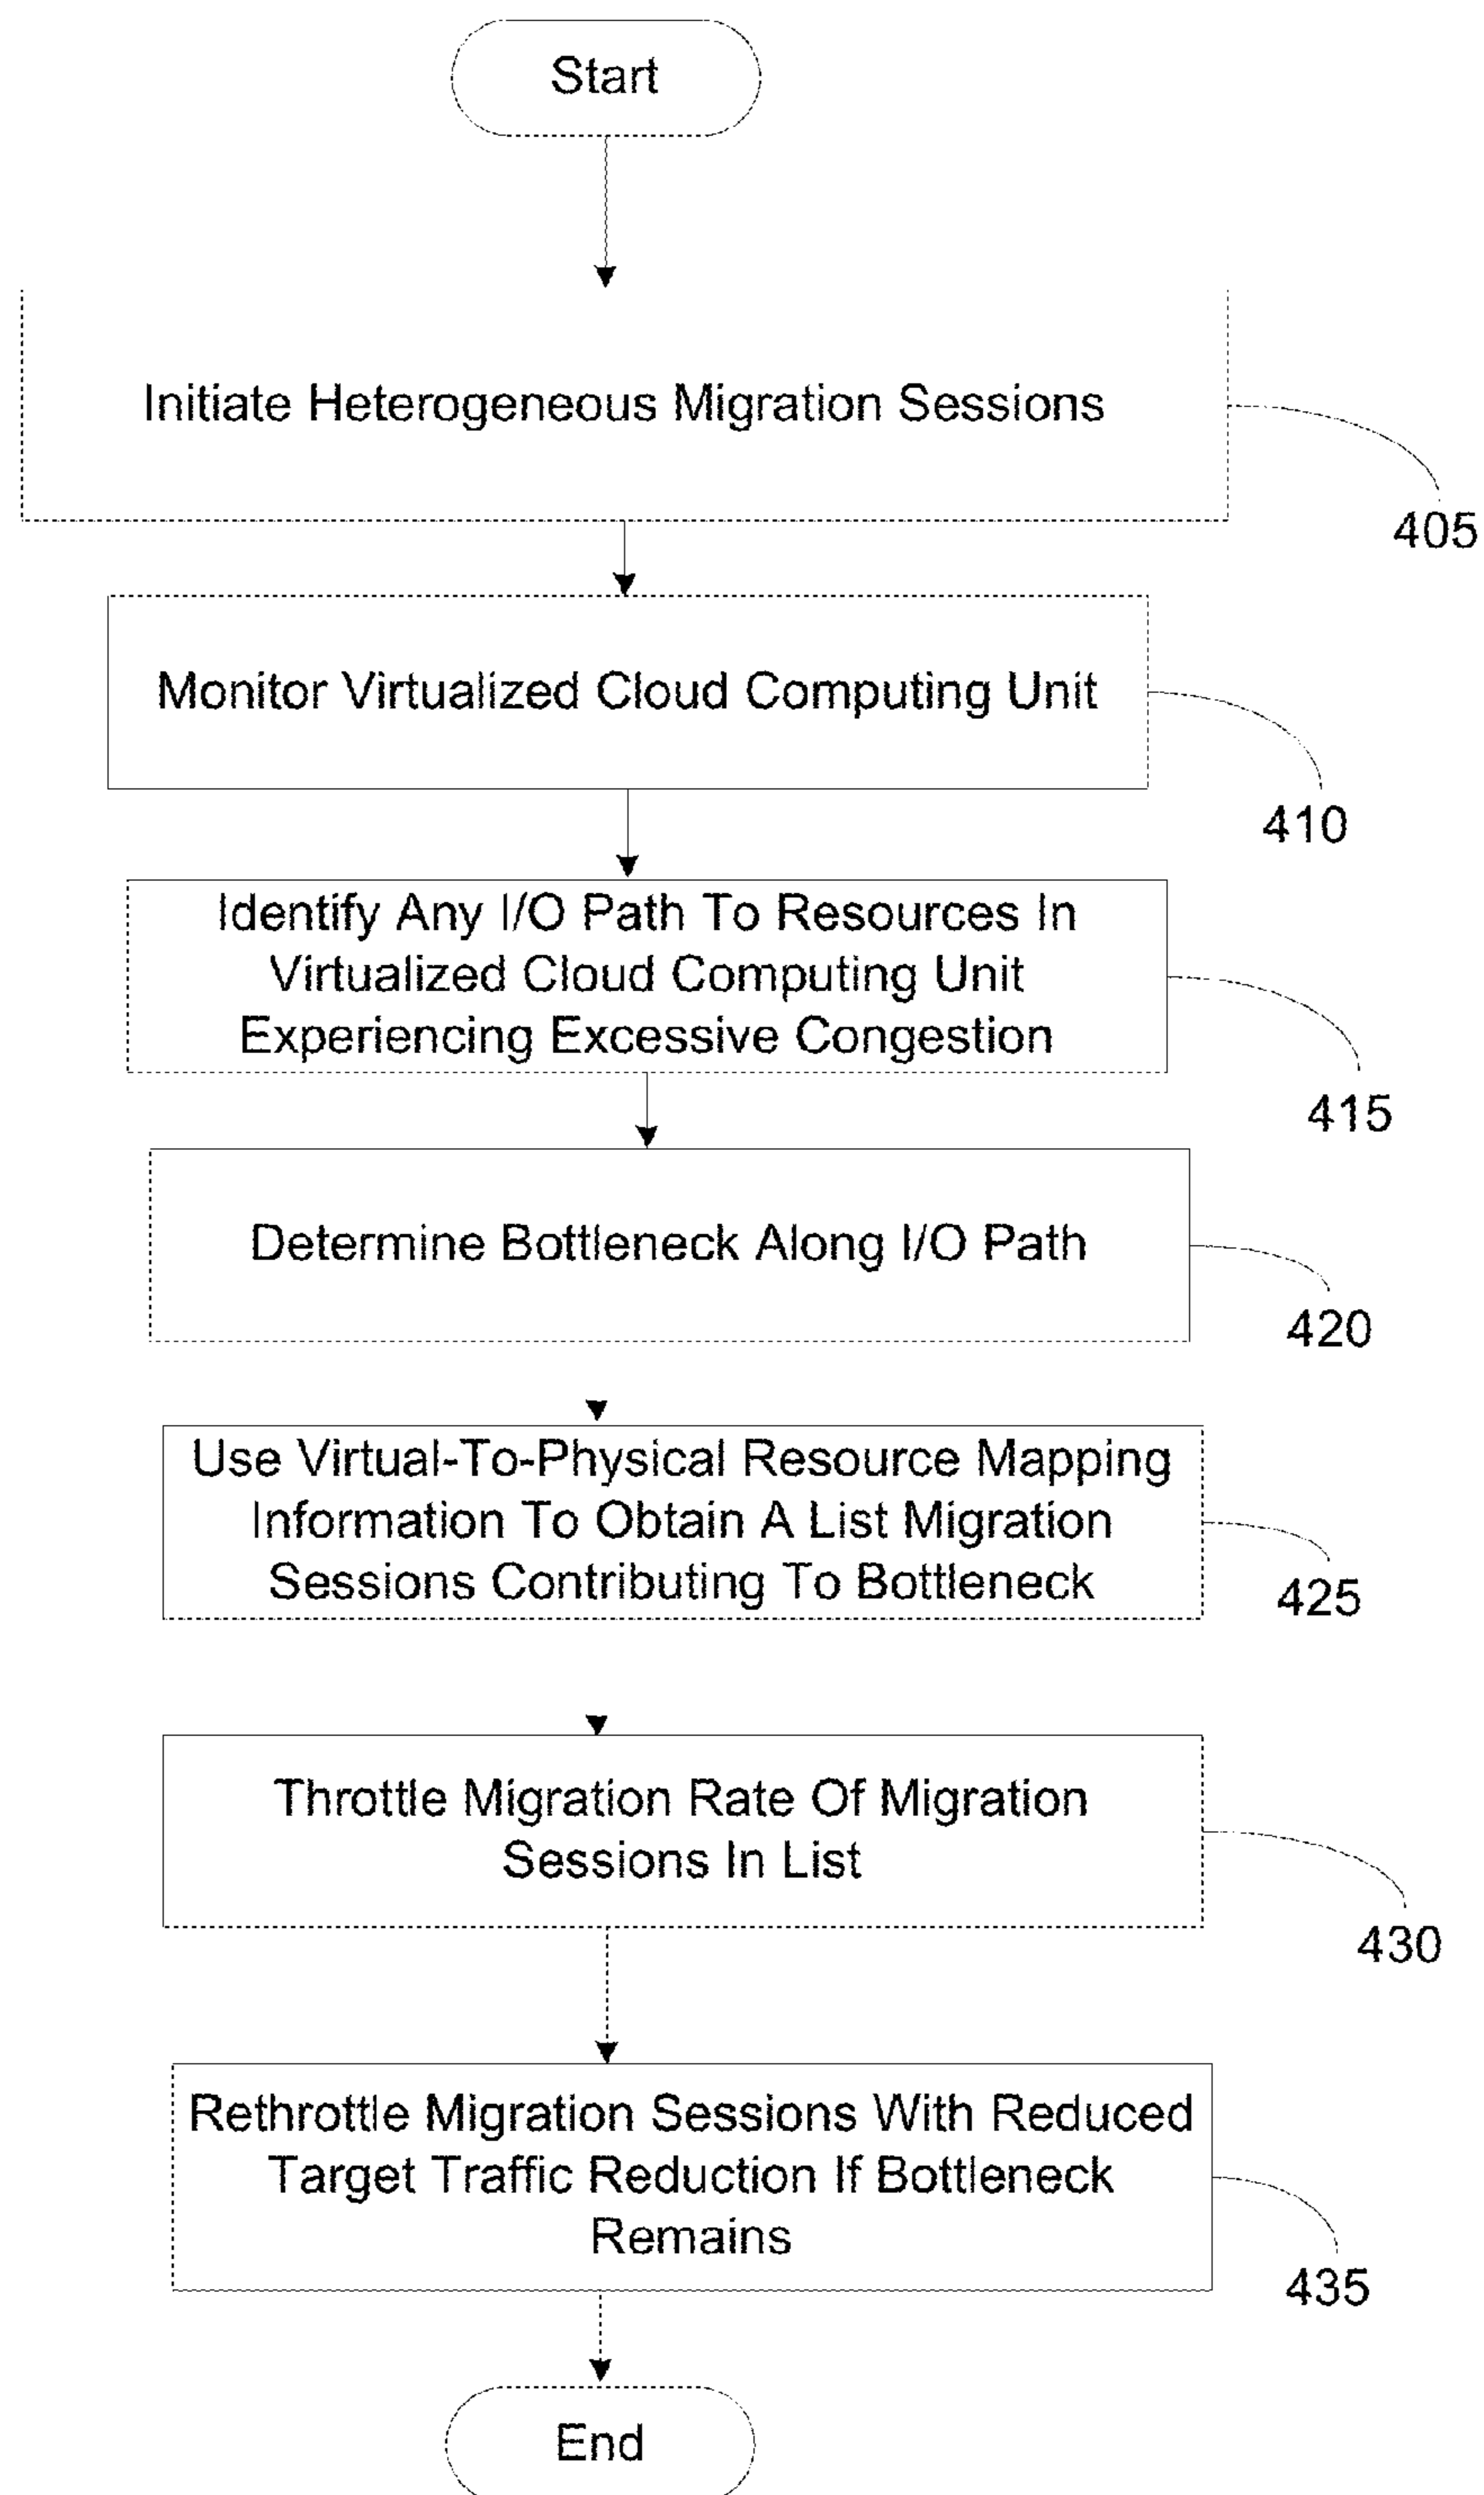 Start
Initiate Heterogeneous Migration Sessions
405
Monitor Virtualized Cloud Computing Unit
410
Identify Any I/O Path To Resources In
Virtualized Cloud Computing Unit
Experiencing Excessive Congestion
415
Determine Bottleneck Along I/O Path
420
Use Virtual-To-Physical Resource Mapping
Information To Obtain A List Migration
Sessions Contributing To Bottleneck
425
Throttle Migration Rate Of Migration
Sessions In List
430
Rethrottle Migration Sessions With Reduced
Target Traffic Reduction If Bottleneck
Remains
435
End